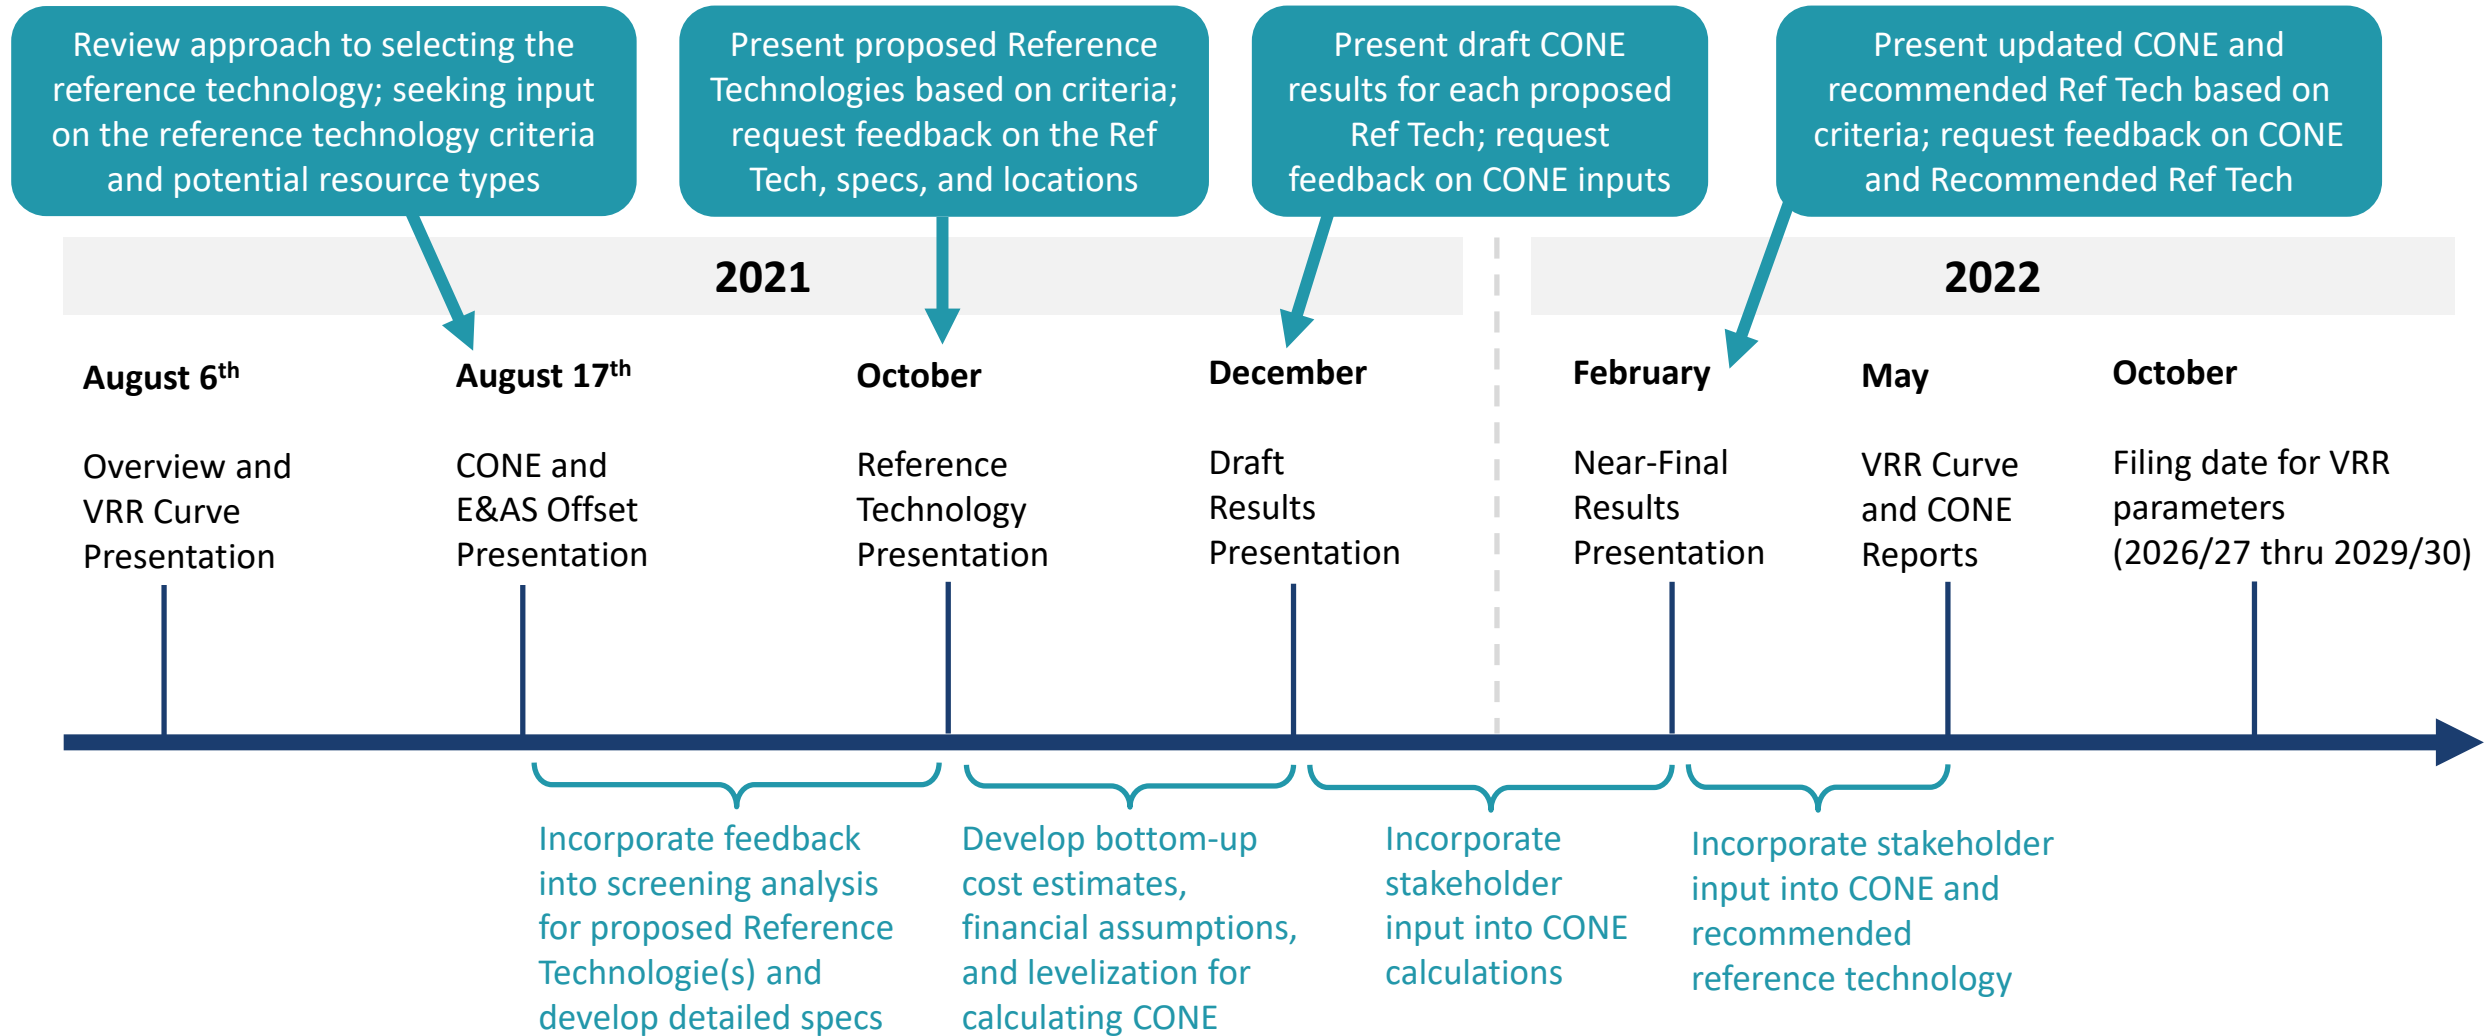 Review approach to selecting the
reference technology; seeking input
on the reference technology criteria
and potential resource types
Present proposed Reference
Technologies based on criteria;
request feedback on the Ref
Tech, specs, and locations
Present draft CONE
results for each proposed
Ref Tech; request
feedback on CONE inputs
Present updated CONE and
recommended Ref Tech based on
criteria; request feedback on CONE
and Recommended Ref Tech
2021
2022
August 6th
Overview and
VRR Curve
Presentation
August 17th
CONE and
E&AS Offset
Presentation
October
Reference
Technology
Presentation
December
Draft
Results
Presentation
February
Near-Final
Results
Presentation
May
VRR Curve
and CONE
Reports
October
Filing date for VRR
parameters
(2026/27 thru 2029/30)
Incorporate feedback
into screening analysis
for proposed Reference
Technologie(s) and
develop detailed specs
Develop bottom-up
cost estimates,
financial assumptions,
and levelization for
calculating CONE
Incorporate
stakeholder
input into CONE
calculations
Incorporate stakeholder
input into CONE and
recommended
reference technology